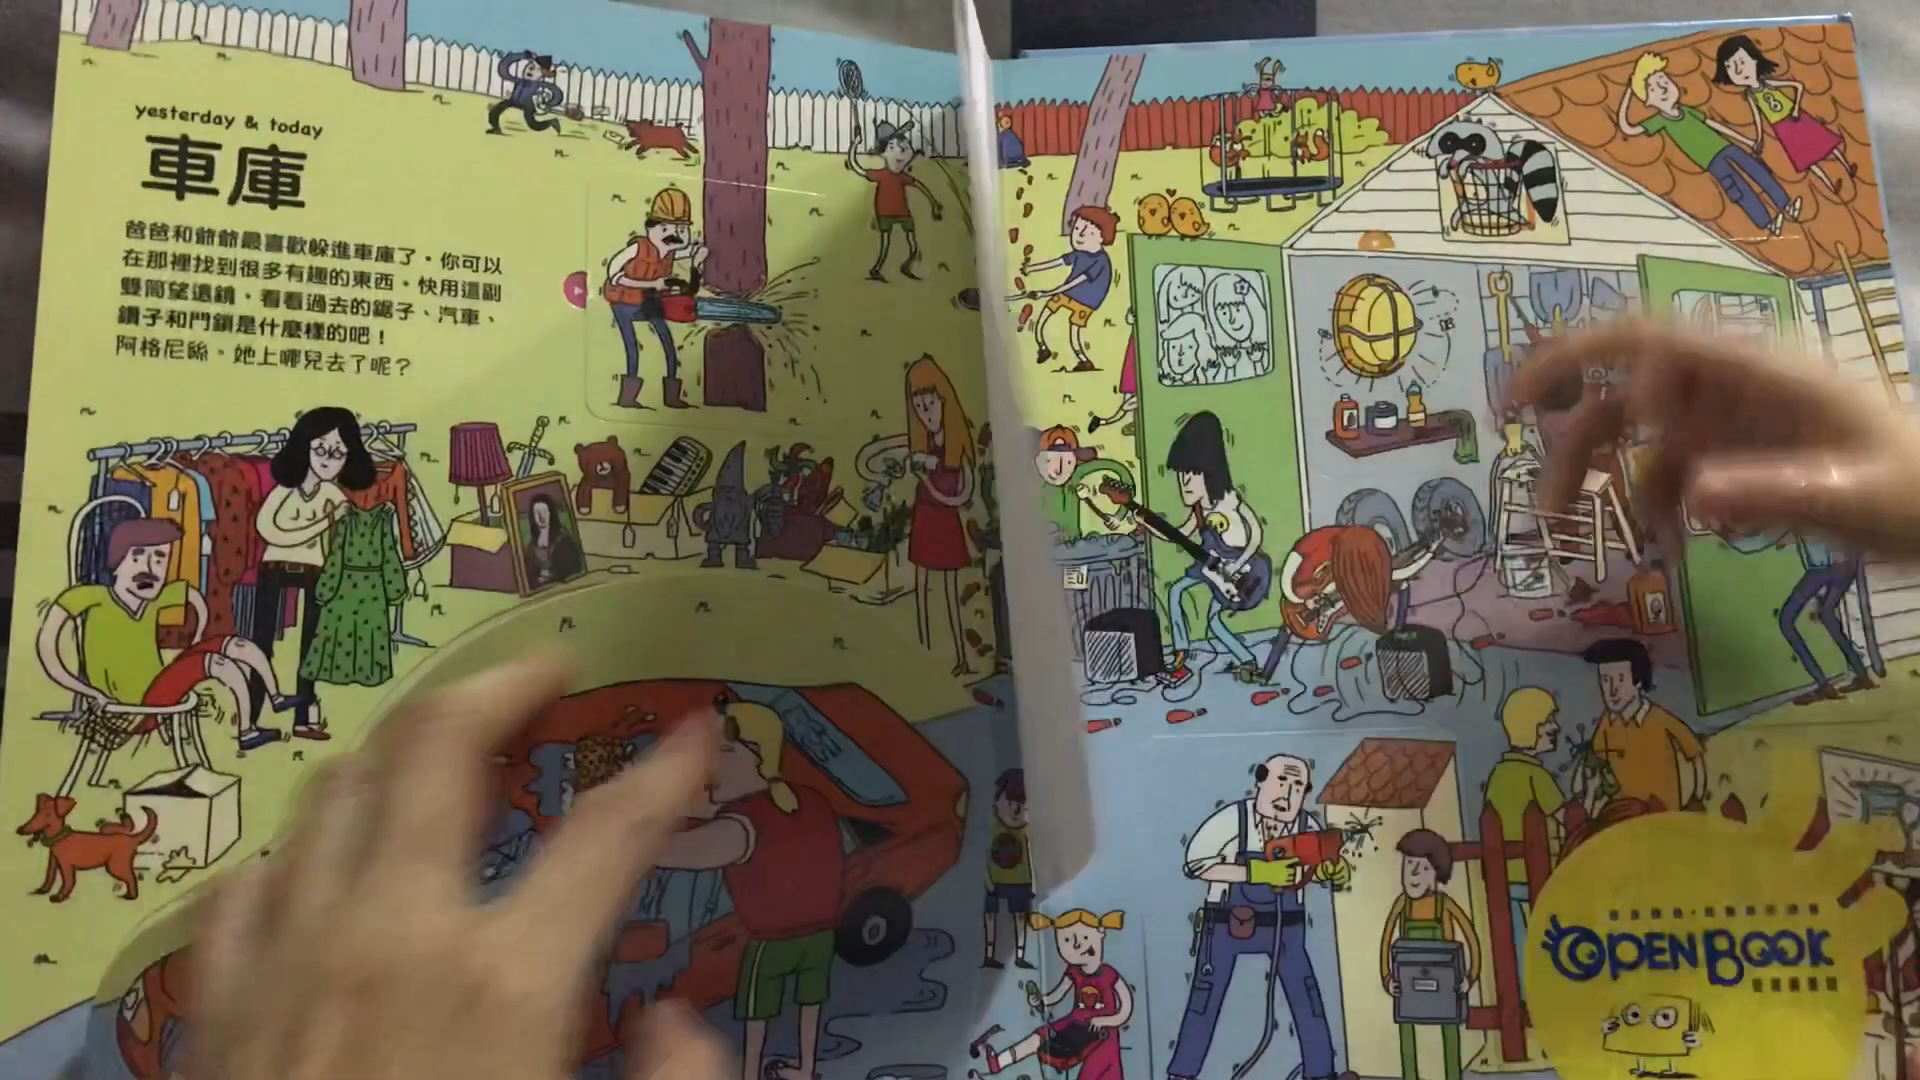 yesterday & today
車庫
爸爸和爺爺最喜歡躲進車庫了。你可以
在那裡找到很多有趣的東西。快用這副
雙筒望遠鏡，看看過去的鋸子、汽車、
鑽子和門鎖是什麼樣的吧！
阿格尼絲。她上哪兒去了呢？
OPENBOOK